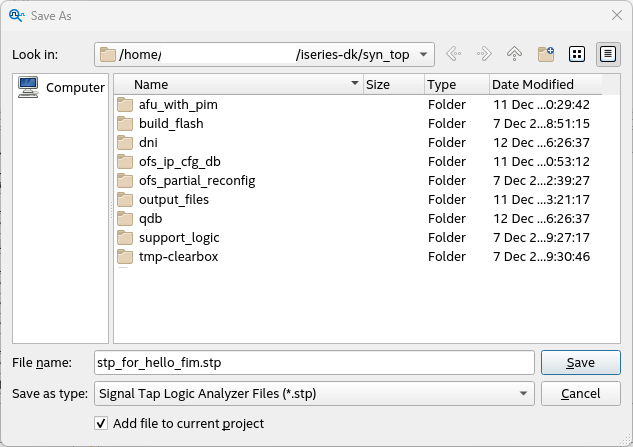 Save As
Look in: /home/ /iseries-dk/syn_top
Computer
Name Size Type Date Modified
afu_with_pim Folder 11 Dec ...0:29:42
build_flash Folder 7 Dec 2...8:51:15
dni Folder 12 Dec ...6:26:37
ofs_ip_cfg_db Folder 11 Dec ...0:53:12
ofs_partial_reconfig Folder 7 Dec 2...2:39:27
output_files Folder 11 Dec ...3:21:17
qdb Folder 12 Dec ...6:26:37
support_logic Folder 7 Dec 2...9:27:17
tmp-clearbox Folder 7 Dec 2...9:30:46
File name: stp_for_hello_fim.stp Save
Save as type: Signal Tap Logic Analyzer Files (*.stp) Cancel
Add file to current project